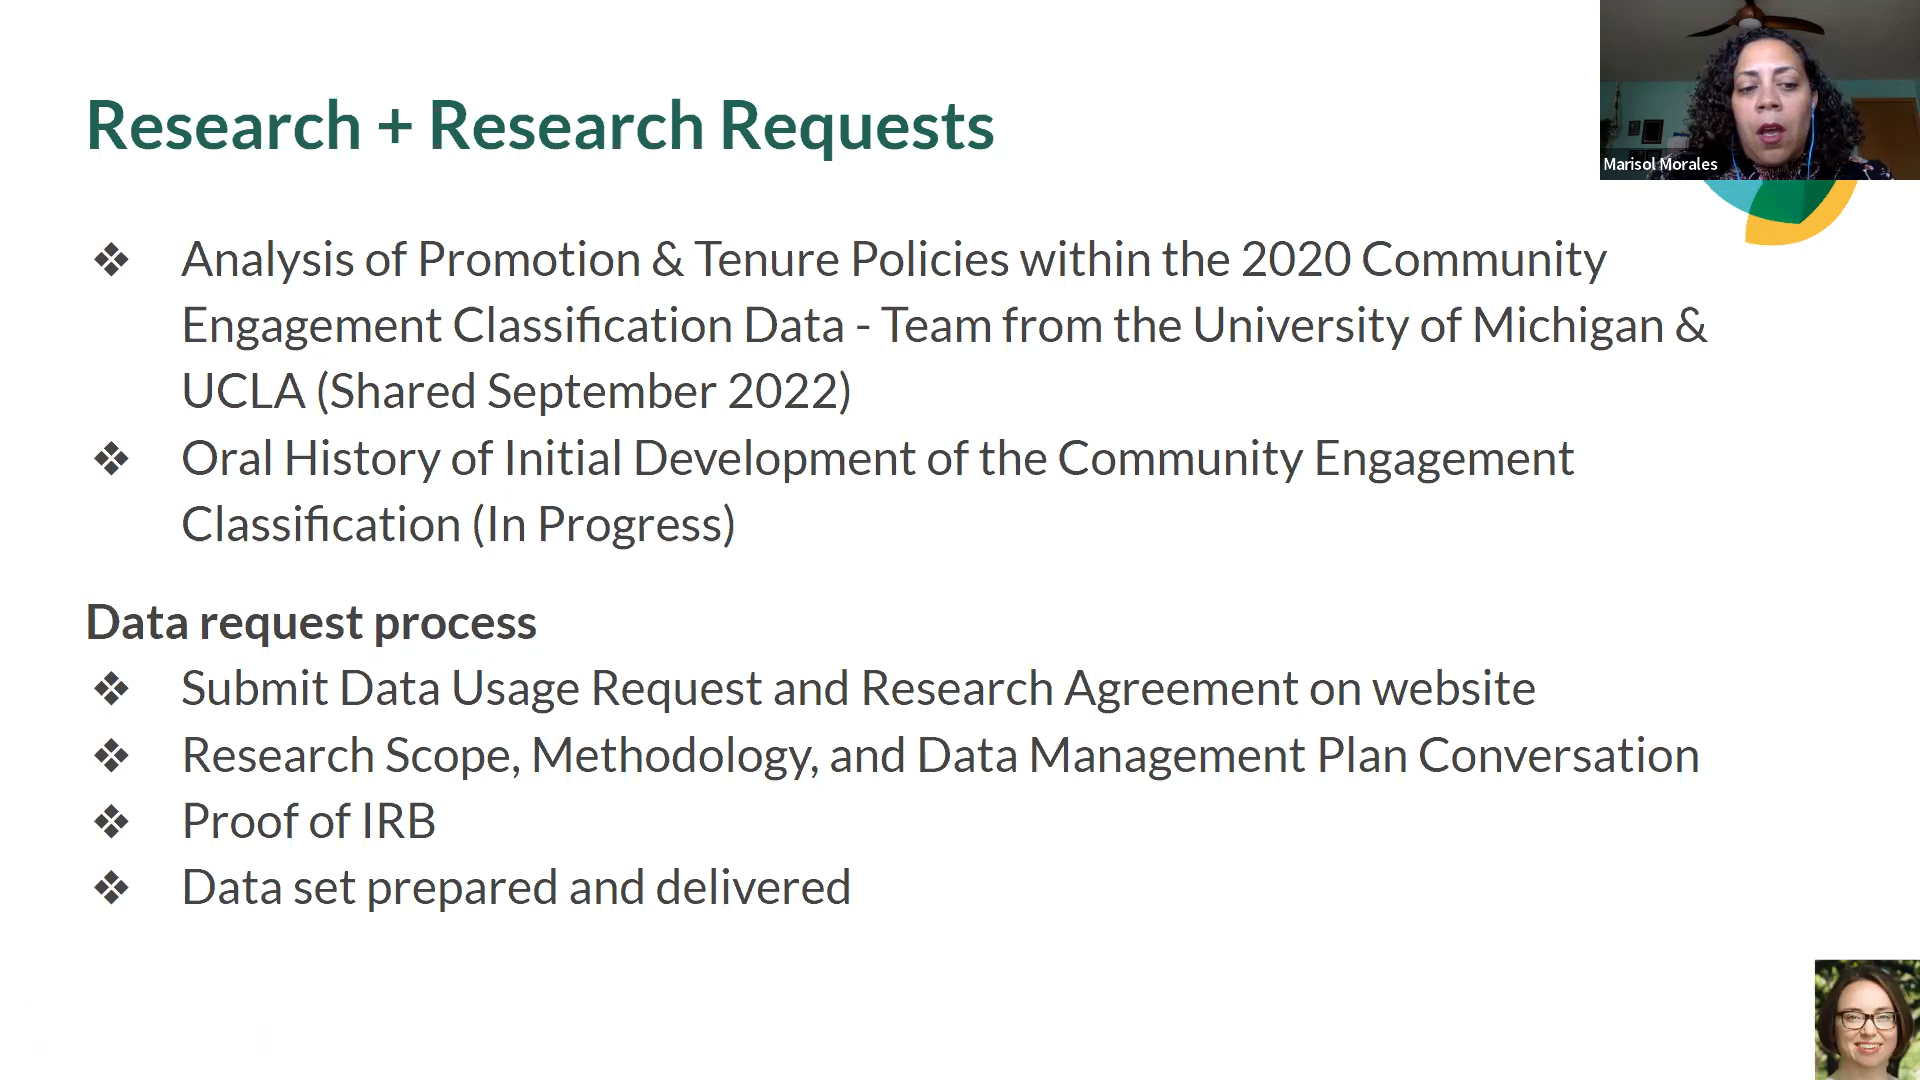 Research + Research Requests
Marisol Morales
❖ Analysis of Promotion & Tenure Policies within the 2020 Community
Engagement Classification Data - Team from the University of Michigan &
UCLA (Shared September 2022)
❖ Oral History of Initial Development of the Community Engagement
Classification (In Progress)
Data request process
❖ Submit Data Usage Request and Research Agreement on website
❖ Research Scope, Methodology, and Data Management Plan Conversation
❖ Proof of IRB
❖ Data set prepared and delivered